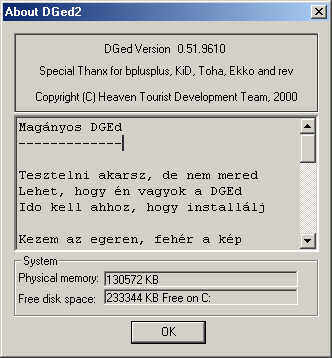 About DGed2
DGed Version 0.51.9610
Special Thanx for bplusplus, KiD, Toha, Ekko and rev
Copyright (C) Heaven Tourist Development Team, 2000
Magányos DGEd
-------------
Tesztelni akarsz, de nem mered
Lehet, hogy én vagyok a DGEd
Ido kell ahhoz, hogy installálj
Kezem az egeren, fehér a kép
System
Physical memory: 130572 KB
Free disk space: 233344 KB Free on C:
OK